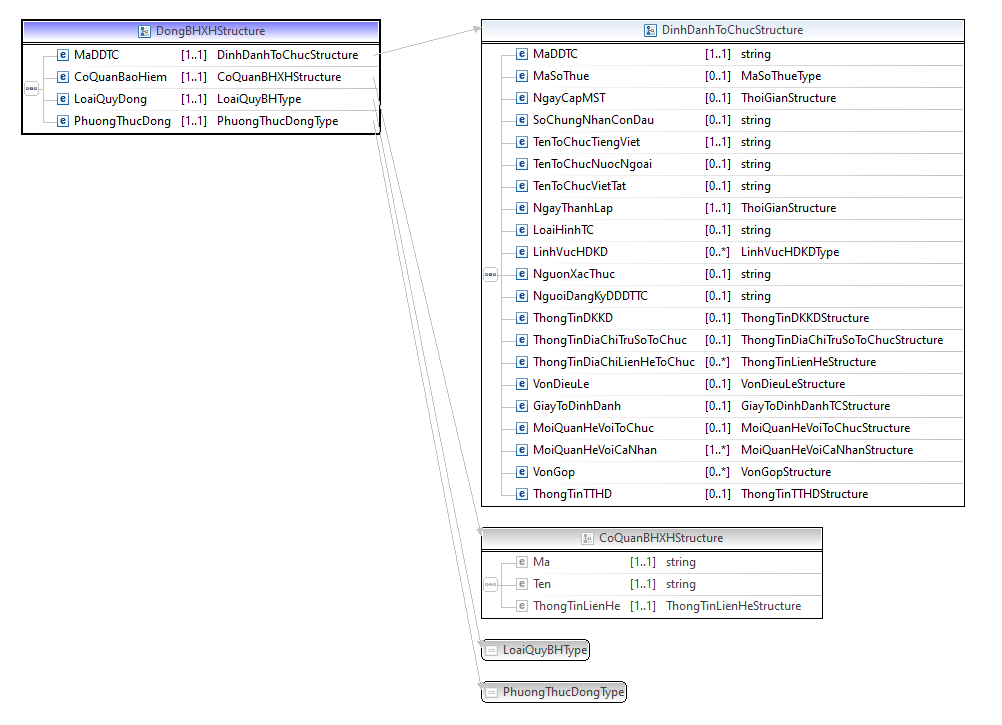 DongBHXHStructure
MaDDTC [1..1] DinhDanhToChucStructure
CoQuanBaoHiem [1..1] CoQuanBHXHStructure
LoaiQuyDong [1..1] LoaiQuyBHType
PhuongThucDong [1..1] PhuongThucDongType
DinhDanhToChucStructure
MaDDTC [1..1] string
MaSoThue [0..1] MaSoThueType
NgayCapMST [0..1] ThoiGianStructure
SoChungNhanConDau [0..1] string
TenToChucTiengViet [1..1] string
TenToChucNuocNgoai [0..1] string
TenToChucVietTat [0..1] string
NgayThanhLap [1..1] ThoiGianStructure
LoaiHinhTC [0..1] string
LinhVucHDKD [0..*] LinhVucHDKDType
NguonXacThuc [0..1] string
NguoiDangKyDDDTTC [0..1] string
ThongTinDKKD [0..1] ThongTinDKKDStructure
ThongTinDiaChiTruSoToChuc [0..1] ThongTinDiaChiTruSoToChucStructure
ThongTinDiaChiLienHeToChuc [0..*] ThongTinLienHeStructure
VonDieuLe [0..1] VonDieuLeStructure
GiayToDinhDanh [0..1] GiayToDinhDanhTCStructure
MoiQuanHeVoiToChuc [0..1] MoiQuanHeVoiToChucStructure
MoiQuanHeVoiCaNhan [1..*] MoiQuanHeVoiCaNhanStructure
VonGop [0..*] VonGopStructure
ThongTinTTHD [0..1] ThongTinTTHDStructure
CoQuanBHXHStructure
Ma [1..1] string
Ten [1..1] string
ThongTinLienHe [1..1] ThongTinLienHeStructure
LoaiQuyBHType
PhuongThucDongType